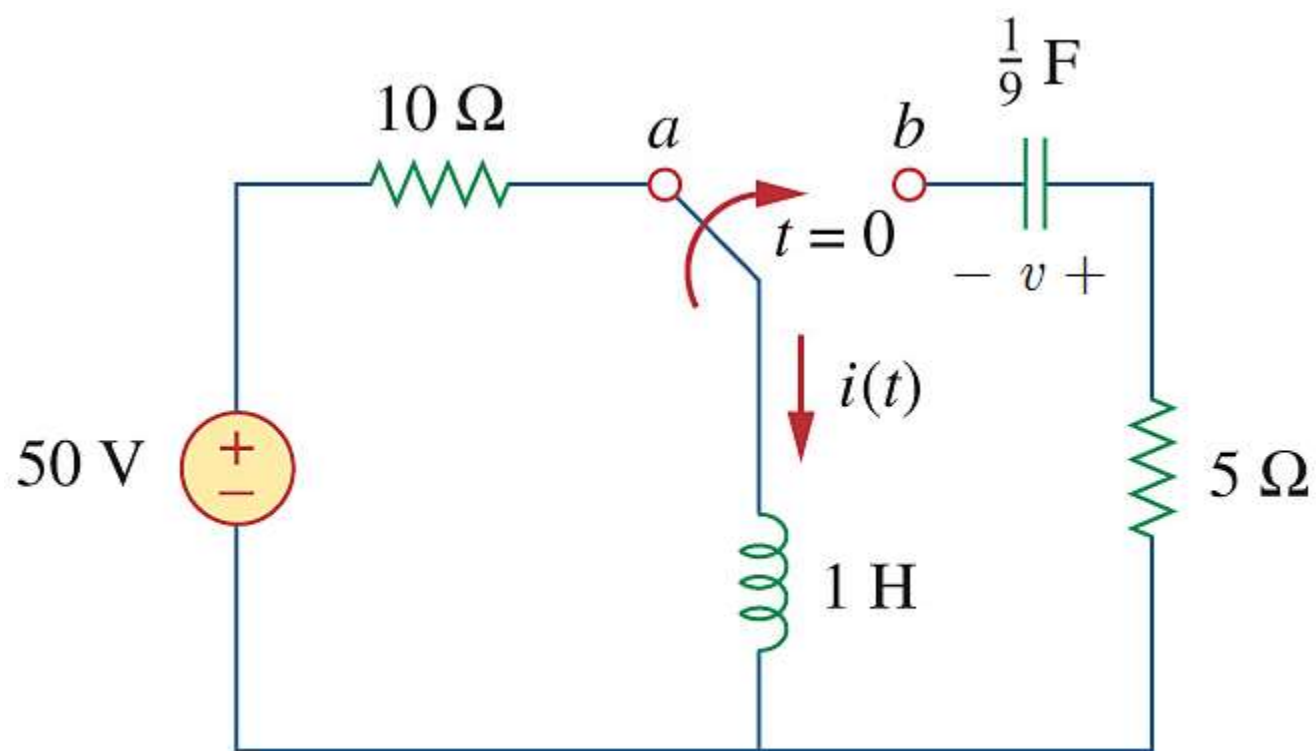 1/9 F
10 Ω
a
b
t = 0
− v +
i(t)
50 V
+
−
5 Ω
1 H